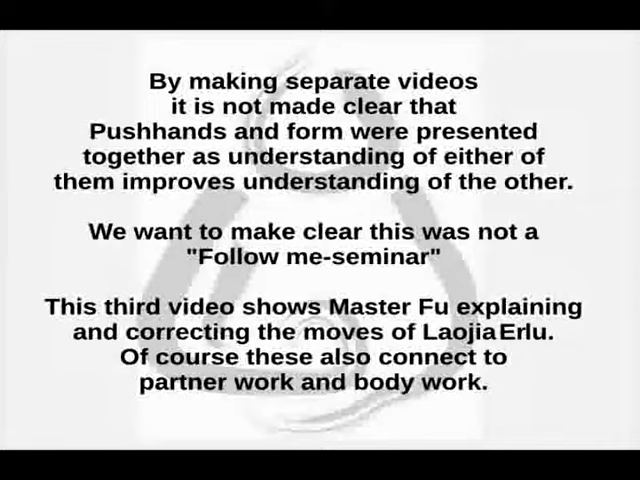 By making separate videos
it is not made clear that
Pushhands and form were presented
together as understanding of either of
them improves understanding of the other.
We want to make clear this was not a
"Follow me-seminar"
This third video shows Master Fu explaining
and correcting the moves of Laojia Erlu.
Of course these also connect to
partner work and body work.